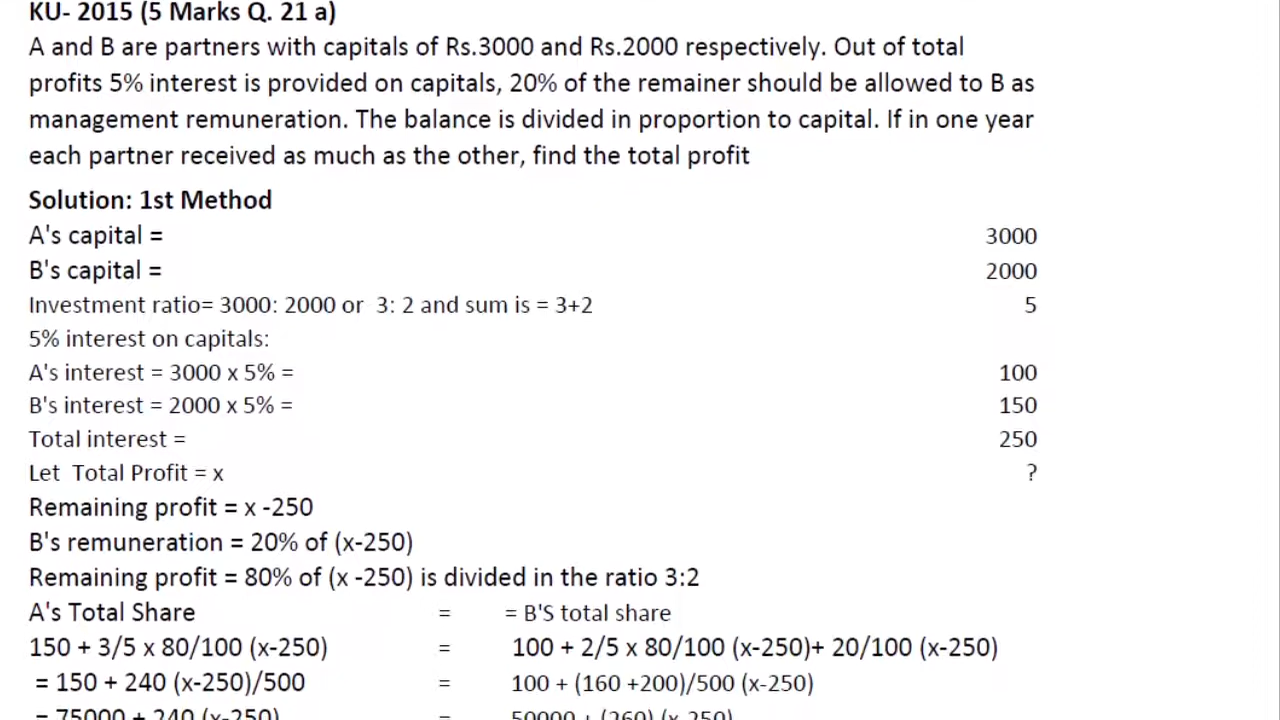 KU- 2015 (5 Marks Q. 21 a)
A and B are partners with capitals of Rs.3000 and Rs.2000 respectively. Out of total
profits 5% interest is provided on capitals, 20% of the remainer should be allowed to B as
management remuneration. The balance is divided in proportion to capital. If in one year
each partner received as much as the other, find the total profit
Solution: 1st Method
A's capital = 3000
B's capital = 2000
Investment ratio= 3000: 2000 or 3: 2 and sum is = 3+2 5
5% interest on capitals:
A's interest = 3000 x 5% = 100
B's interest = 2000 x 5% = 150
Total interest = 250
Let Total Profit = x ?
Remaining profit = x -250
B's remuneration = 20% of (x-250)
Remaining profit = 80% of (x -250) is divided in the ratio 3:2
A's Total Share = = B'S total share
150 + 3/5 x 80/100 (x-250) = 100 + 2/5 x 80/100 (x-250)+ 20/100 (x-250)
= 150 + 240 (x-250)/500 = 100 + (160 +200)/500 (x-250)
= 75000 + 240 (x-250) = 50000 + (260) (x-250)